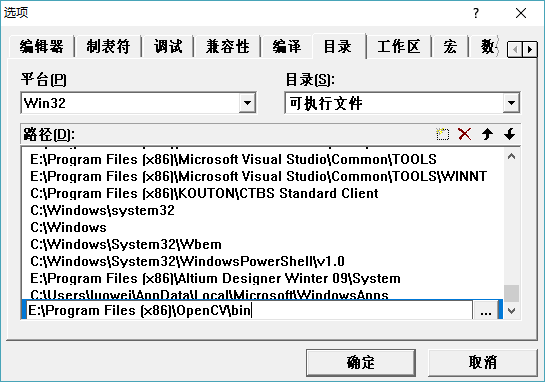 选项
编辑器 制表符 调试 兼容性 编译 目录 工作区 宏
平台(P) 目录(S):
Win32 可执行文件
路径(D):
E:\Program Files (x86)\Microsoft Visual Studio\Common\TOOLS
E:\Program Files (x86)\Microsoft Visual Studio\Common\TOOLS\WINNT
C:\Program Files (x86)\KOUTON\CTBS Standard Client
C:\Windows\system32
C:\Windows
C:\Windows\System32\Wbem
C:\Windows\System32\WindowsPowerShell\v1.0
E:\Program Files (x86)\Altium Designer Winter 09\System
C:\Users\luowei\AppData\Local\Microsoft\WindowsApps
E:\Program Files (x86)\OpenCV\bin ...
确定 取消